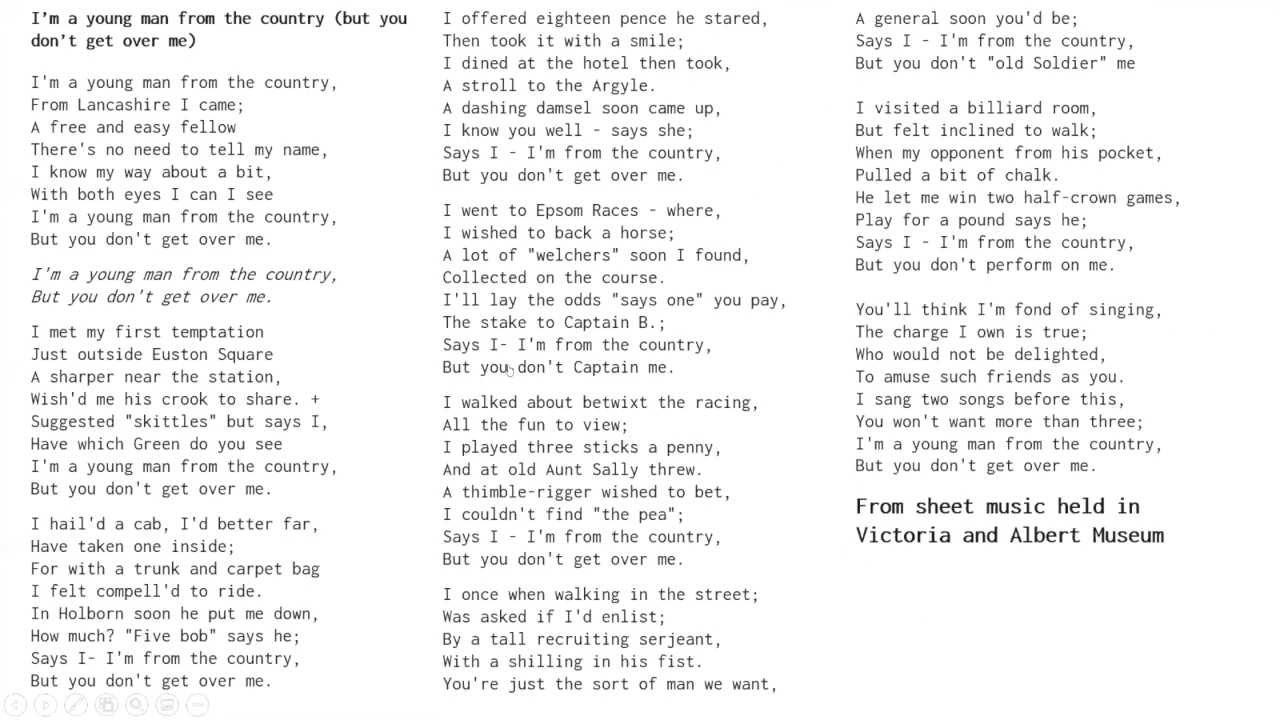 I’m a young man from the country (but you
don’t get over me)
I'm a young man from the country,
From Lancashire I came;
A free and easy fellow
There's no need to tell my name,
I know my way about a bit,
With both eyes I can I see
I'm a young man from the country,
But you don't get over me.
I'm a young man from the country,
But you don't get over me.
I met my first temptation
Just outside Euston Square
A sharper near the station,
Wish'd me his crook to share. +
Suggested "skittles" but says I,
Have which Green do you see
I'm a young man from the country,
But you don't get over me.
I hail'd a cab, I'd better far,
Have taken one inside;
For with a trunk and carpet bag
I felt compell'd to ride.
In Holborn soon he put me down,
How much? "Five bob" says he;
Says I- I'm from the country,
But you don't get over me.
I offered eighteen pence he stared,
Then took it with a smile;
I dined at the hotel then took,
A stroll to the Argyle.
A dashing damsel soon came up,
I know you well - says she;
Says I - I'm from the country,
But you don't get over me.
I went to Epsom Races - where,
I wished to back a horse;
A lot of "welchers" soon I found,
Collected on the course.
I'll lay the odds "says one" you pay,
The stake to Captain B.;
Says I- I'm from the country,
But you don't Captain me.
I walked about betwixt the racing,
All the fun to view;
I played three sticks a penny,
And at old Aunt Sally threw.
A thimble-rigger wished to bet,
I couldn't find "the pea";
Says I - I'm from the country,
But you don't get over me.
I once when walking in the street;
Was asked if I'd enlist;
By a tall recruiting serjeant,
With a shilling in his fist.
You're just the sort of man we want,
A general soon you'd be;
Says I - I'm from the country,
But you don't "old Soldier" me
I visited a billiard room,
But felt inclined to walk;
When my opponent from his pocket,
Pulled a bit of chalk.
He let me win two half-crown games,
Play for a pound says he;
Says I - I'm from the country,
But you don't perform on me.
You'll think I'm fond of singing,
The charge I own is true;
Who would not be delighted,
To amuse such friends as you.
I sang two songs before this,
You won't want more than three;
I'm a young man from the country,
But you don't get over me.
From sheet music held in
Victoria and Albert Museum